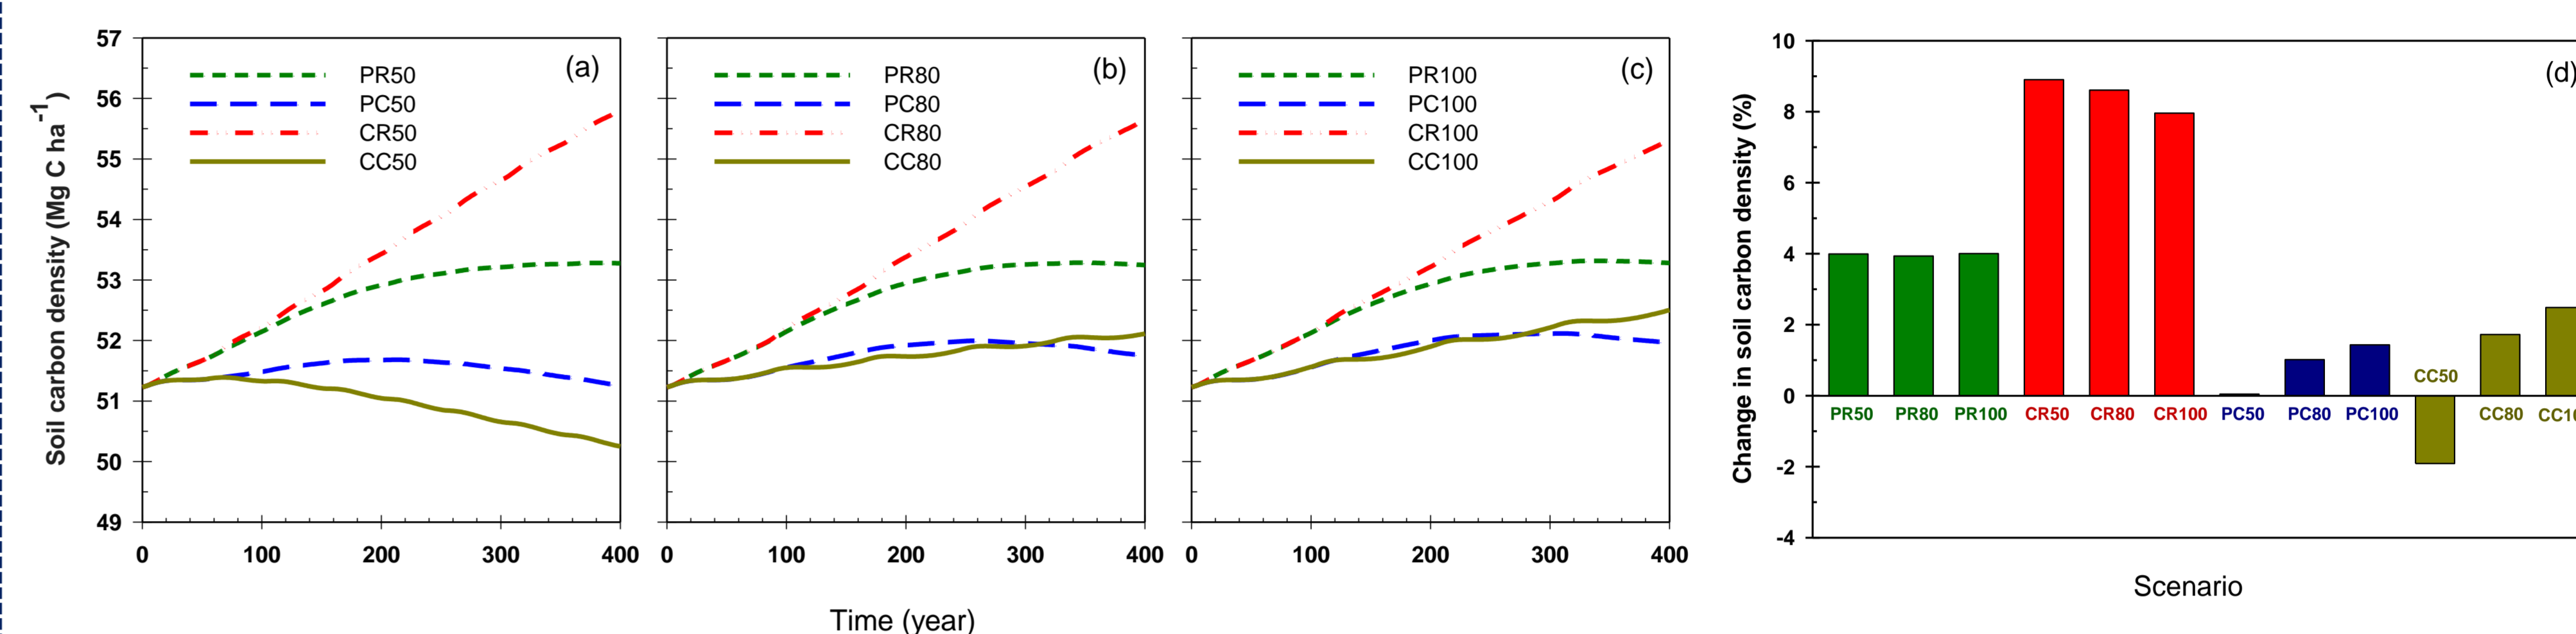 57
56
55
54
53
52
51
50
49
Soil carbon density (Mg C ha-1)
(a)
PR50
PC50
CR50
CC50
0 100 200 300 400
(b)
PR80
PC80
CR80
CC80
0 100 200 300 400
(c)
PR100
PC100
CR100
CC100
0 100 200 300 400
Time (year)
10
8
6
4
2
0
-2
-4
Change in soil carbon density (%)
(d)
CC50
PR50 PR80 PR100 CR50 CR80 CR100 PC50 PC80 PC100 CC80
Scenario